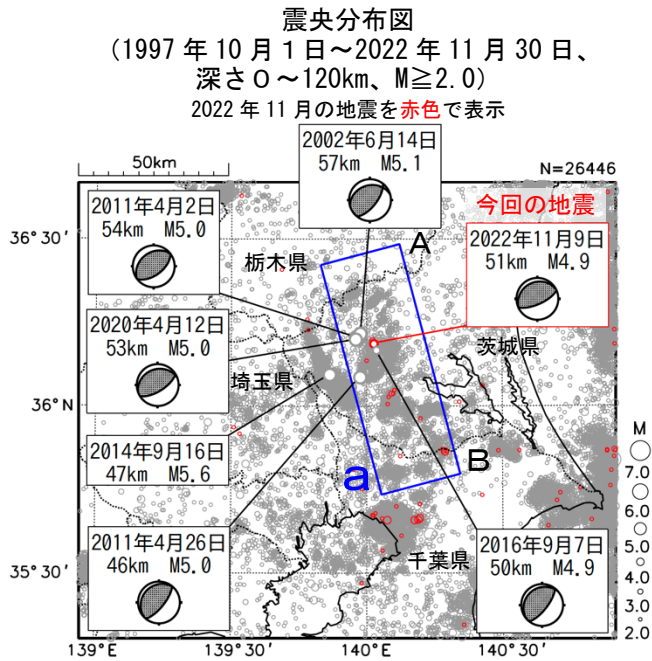 震央分布図
(1997 年 10 月 1 日～2022 年 11 月 30 日、
深さ０～120km、M≧2.0)
2022 年 11 月の地震を赤色で表示
50km
N=26446
2002年6月14日
57km M5.1
2011年4月2日
54km M5.0
今回の地震
2022年11月9日
51km M4.9
36°30′
栃木県
A
2020年4月12日
53km M5.0
茨城県
埼玉県
36°N
2014年9月16日
47km M5.6
a
B
M
7.0
6.0
5.0
4.0
3.0
2.0
2011年4月26日
46km M5.0
千葉県
2016年9月7日
50km M4.9
35°30′
139°E
139°30′
140°E
140°30′